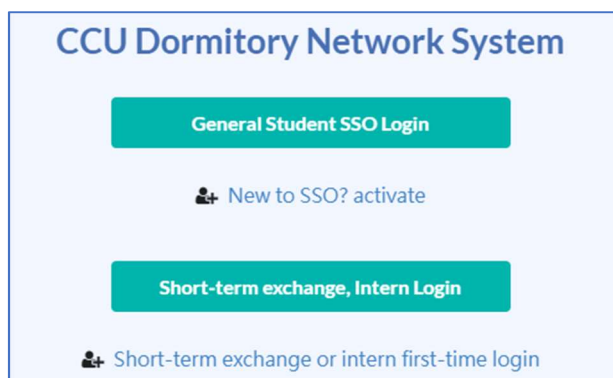 CCU Dormitory Network System
General Student SSO Login
New to SSO? activate
Short-term exchange, Intern Login
Short-term exchange or intern first-time login